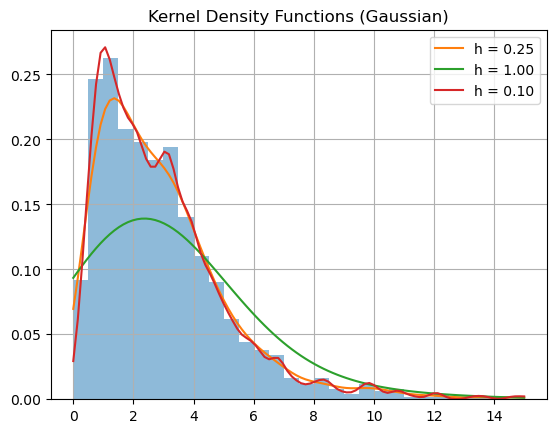 Kernel Density Functions (Gaussian)
h = 0.25
h = 1.00
h = 0.10
0.25
0.20
0.15
0.10
0.05
0.00
0 2 4 6 8 10 12 14